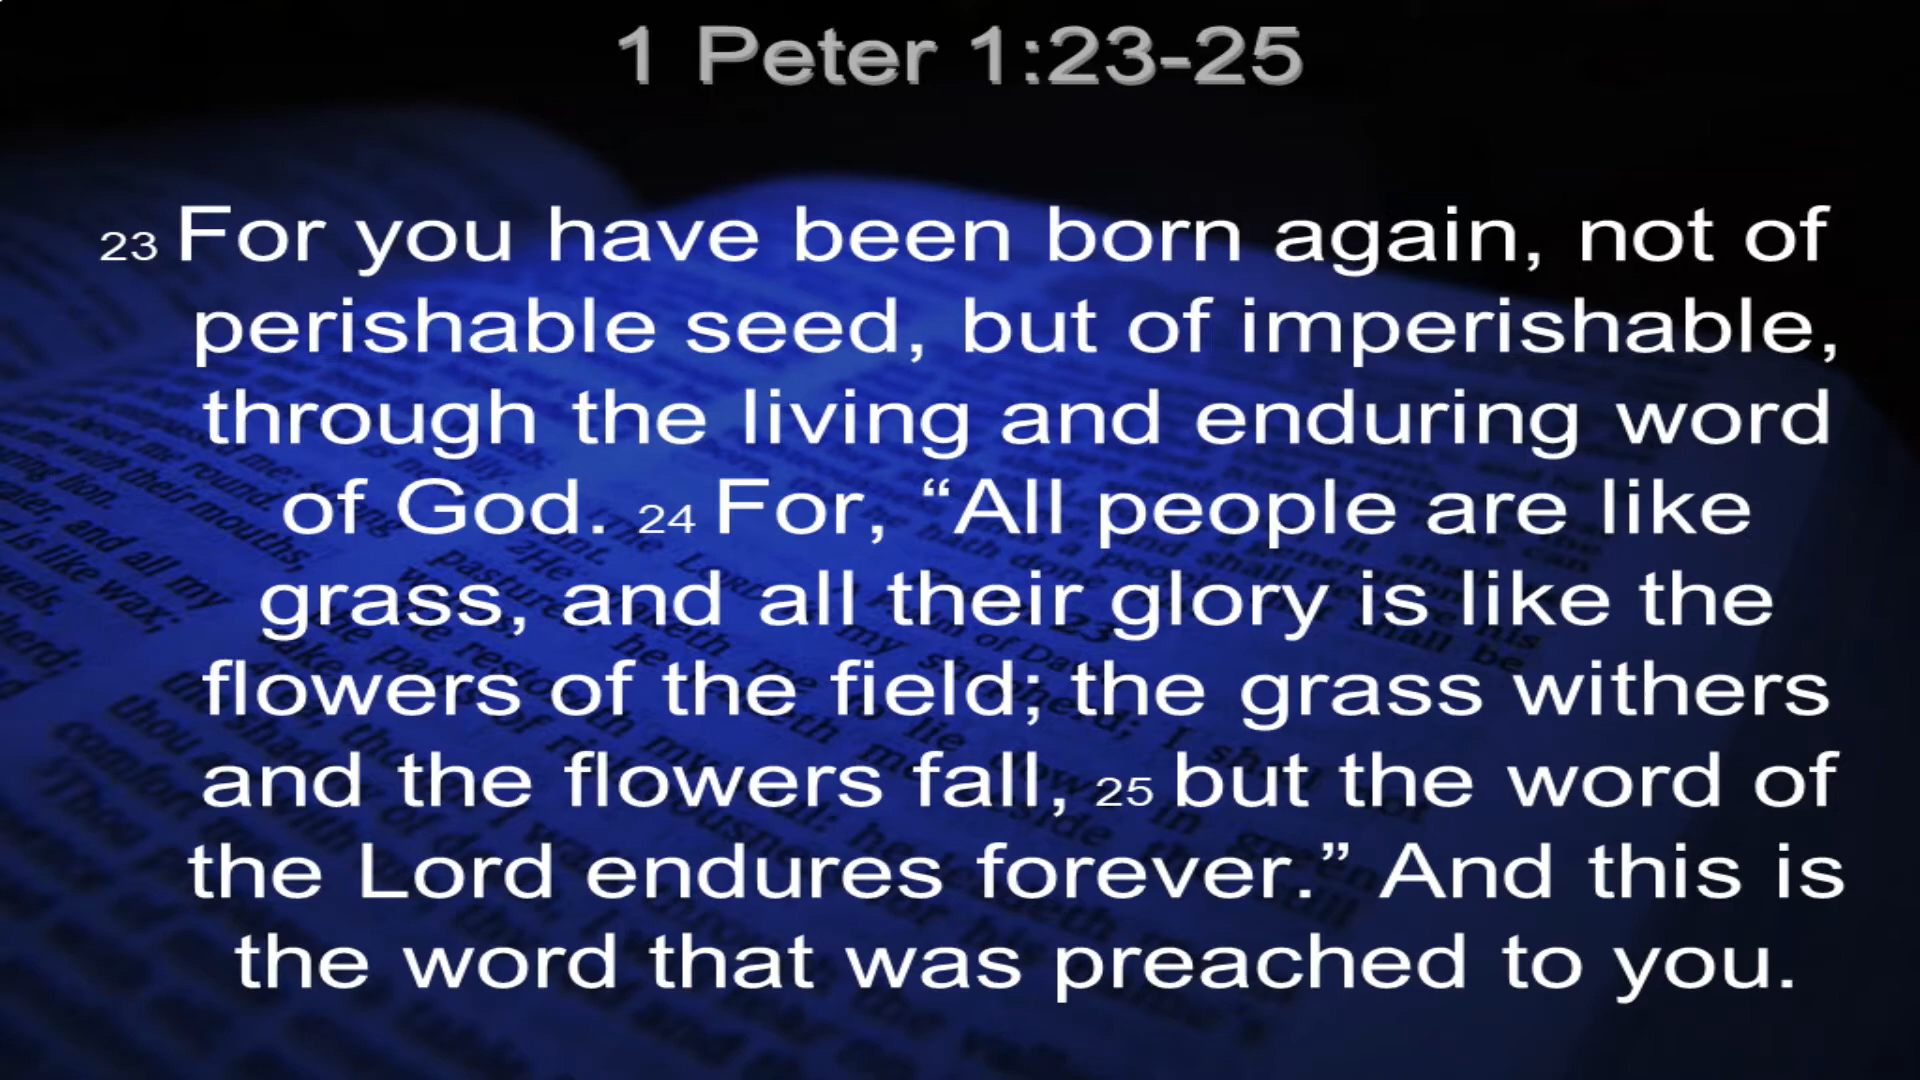 1 Peter 1:23-25
23 For you have been born again, not of
perishable seed, but of imperishable,
through the living and enduring word
of God. 24 For, “All people are like
grass, and all their glory is like the
flowers of the field; the grass withers
and the flowers fall, 25 but the word of
the Lord endures forever.” And this is
the word that was preached to you.